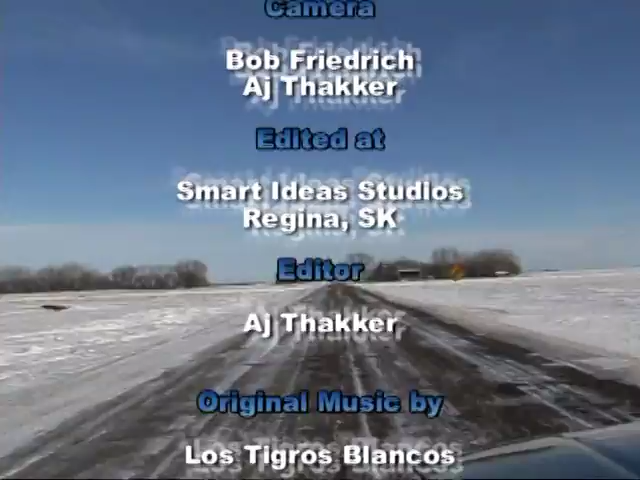 Camera
Bob Friedrich
Aj Thakker
Edited at
Smart Ideas Studios
Regina, SK
Editor
Aj Thakker
Original Music by
Los Tigros Blancos